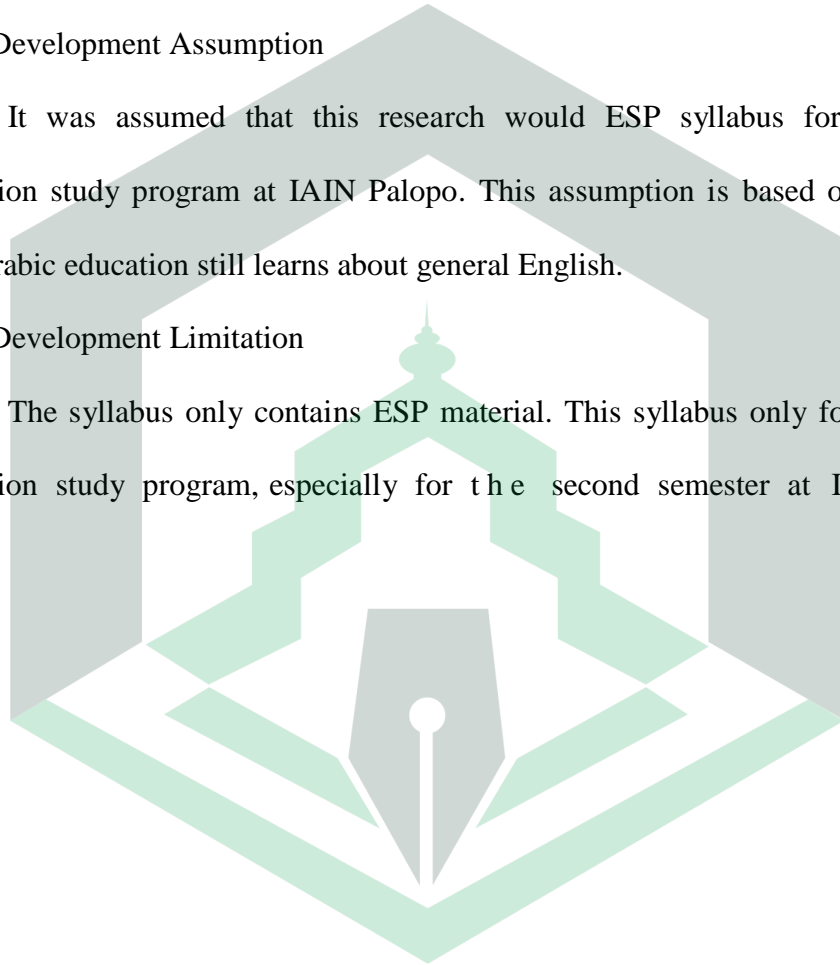 Development Assumption
It was assumed that this research would ESP syllabus for
ion study program at IAIN Palopo. This assumption is based o
rabic education still learns about general English.
Development Limitation
The syllabus only contains ESP material. This syllabus only fo
ion study program, especially for t h e second semester at I